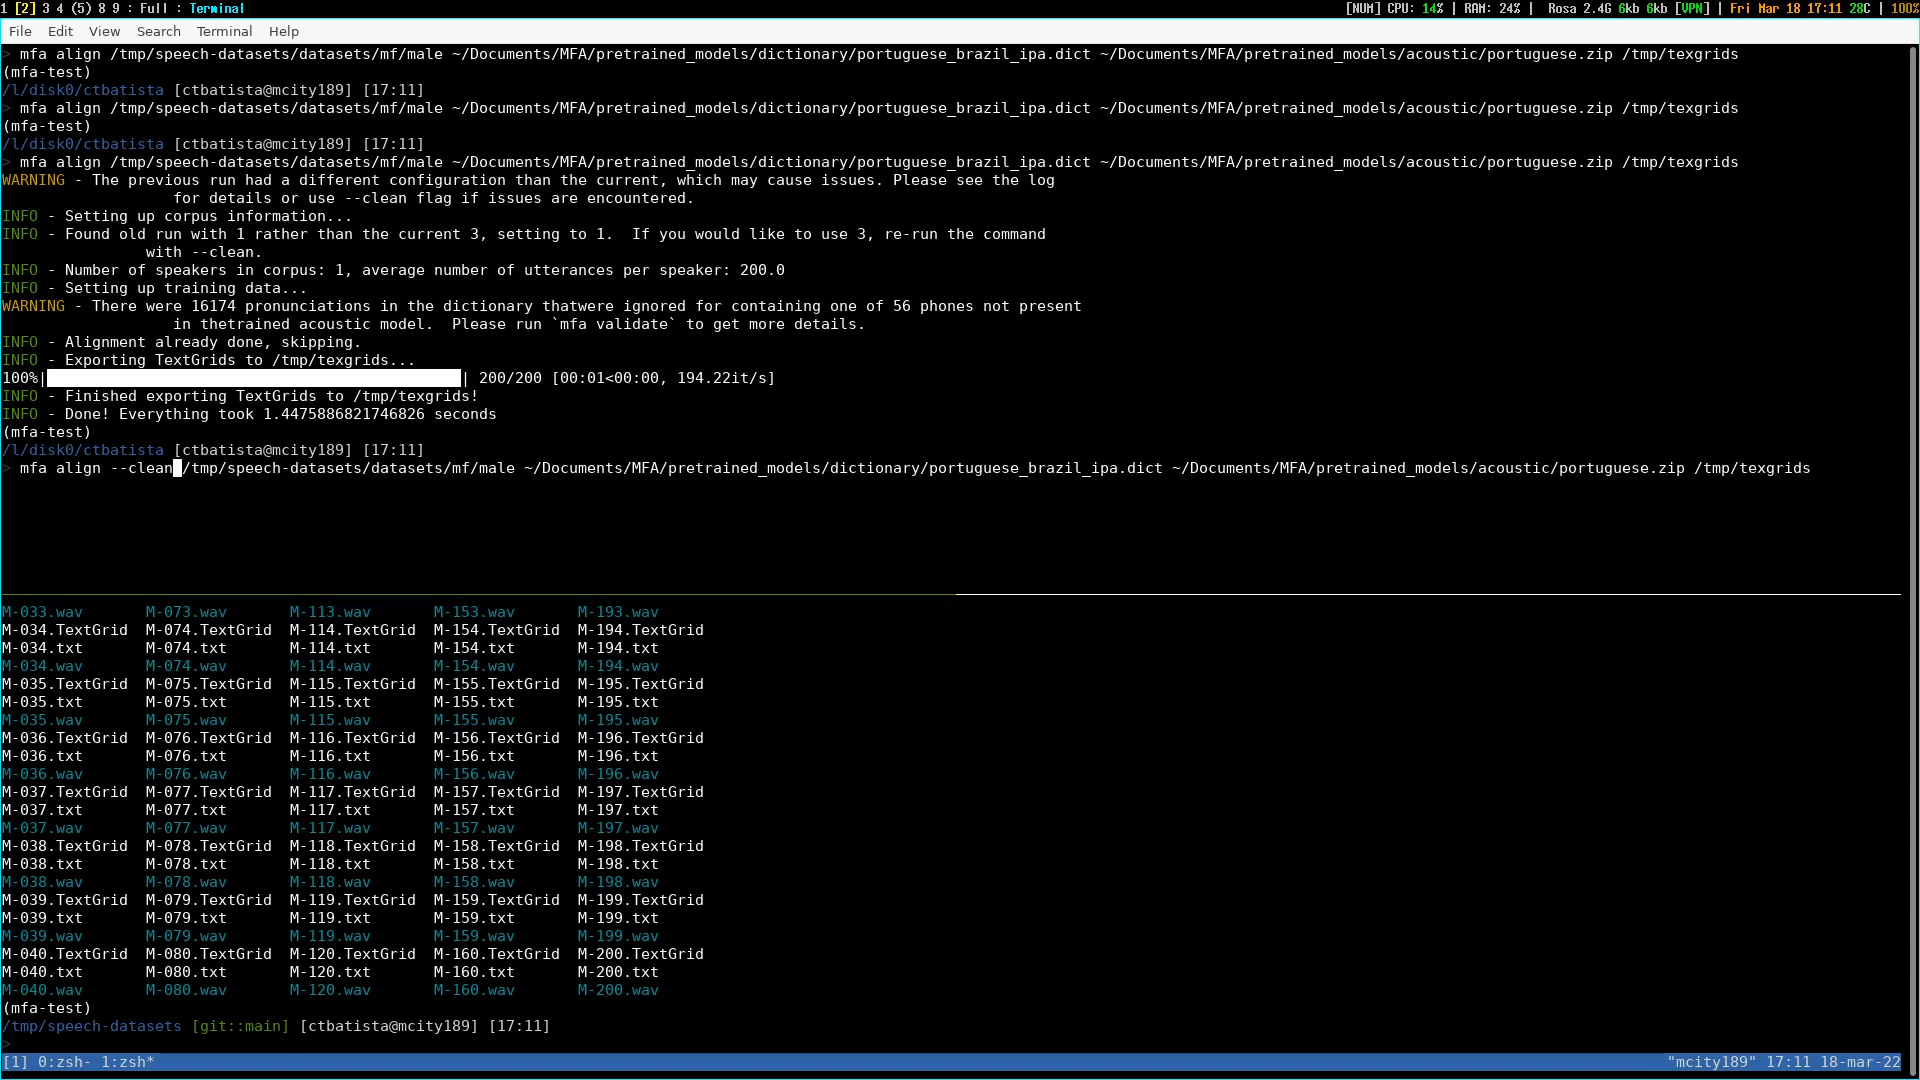 1 [2] 3 4 (5) 8 9 : Full : Terminal [NUM] CPU: 14% | RAM: 24% | Rosa 2.4G 6kb 6kb [VPN] | Fri Mar 18 17:11 28C | 100%
File Edit View Search Terminal Help
> mfa align /tmp/speech-datasets/datasets/mf/male ~/Documents/MFA/pretrained_models/dictionary/portuguese_brazil_ipa.dict ~/Documents/MFA/pretrained_models/acoustic/portuguese.zip /tmp/texgrids
(mfa-test)
/l/disk0/ctbatista [ctbatista@mcity189] [17:11]
> mfa align /tmp/speech-datasets/datasets/mf/male ~/Documents/MFA/pretrained_models/dictionary/portuguese_brazil_ipa.dict ~/Documents/MFA/pretrained_models/acoustic/portuguese.zip /tmp/texgrids
(mfa-test)
/l/disk0/ctbatista [ctbatista@mcity189] [17:11]
> mfa align /tmp/speech-datasets/datasets/mf/male ~/Documents/MFA/pretrained_models/dictionary/portuguese_brazil_ipa.dict ~/Documents/MFA/pretrained_models/acoustic/portuguese.zip /tmp/texgrids
WARNING - The previous run had a different configuration than the current, which may cause issues. Please see the log
for details or use --clean flag if issues are encountered.
INFO - Setting up corpus information...
INFO - Found old run with 1 rather than the current 3, setting to 1.  If you would like to use 3, re-run the command
with --clean.
INFO - Number of speakers in corpus: 1, average number of utterances per speaker: 200.0
INFO - Setting up training data...
WARNING - There were 16174 pronunciations in the dictionary thatwere ignored for containing one of 56 phones not present
in thetrained acoustic model.  Please run `mfa validate` to get more details.
INFO - Alignment already done, skipping.
INFO - Exporting TextGrids to /tmp/texgrids...
100%| | 200/200 [00:01<00:00, 194.22it/s]
INFO - Finished exporting TextGrids to /tmp/texgrids!
INFO - Done! Everything took 1.4475886821746826 seconds
(mfa-test)
/l/disk0/ctbatista [ctbatista@mcity189] [17:11]
> mfa align --clean /tmp/speech-datasets/datasets/mf/male ~/Documents/MFA/pretrained_models/dictionary/portuguese_brazil_ipa.dict ~/Documents/MFA/pretrained_models/acoustic/portuguese.zip /tmp/texgrids
M-033.wav M-073.wav M-113.wav M-153.wav M-193.wav
M-034.TextGrid M-074.TextGrid M-114.TextGrid M-154.TextGrid M-194.TextGrid
M-034.txt M-074.txt M-114.txt M-154.txt M-194.txt
M-034.wav M-074.wav M-114.wav M-154.wav M-194.wav
M-035.TextGrid M-075.TextGrid M-115.TextGrid M-155.TextGrid M-195.TextGrid
M-035.txt M-075.txt M-115.txt M-155.txt M-195.txt
M-035.wav M-075.wav M-115.wav M-155.wav M-195.wav
M-036.TextGrid M-076.TextGrid M-116.TextGrid M-156.TextGrid M-196.TextGrid
M-036.txt M-076.txt M-116.txt M-156.txt M-196.txt
M-036.wav M-076.wav M-116.wav M-156.wav M-196.wav
M-037.TextGrid M-077.TextGrid M-117.TextGrid M-157.TextGrid M-197.TextGrid
M-037.txt M-077.txt M-117.txt M-157.txt M-197.txt
M-037.wav M-077.wav M-117.wav M-157.wav M-197.wav
M-038.TextGrid M-078.TextGrid M-118.TextGrid M-158.TextGrid M-198.TextGrid
M-038.txt M-078.txt M-118.txt M-158.txt M-198.txt
M-038.wav M-078.wav M-118.wav M-158.wav M-198.wav
M-039.TextGrid M-079.TextGrid M-119.TextGrid M-159.TextGrid M-199.TextGrid
M-039.txt M-079.txt M-119.txt M-159.txt M-199.txt
M-039.wav M-079.wav M-119.wav M-159.wav M-199.wav
M-040.TextGrid M-080.TextGrid M-120.TextGrid M-160.TextGrid M-200.TextGrid
M-040.txt M-080.txt M-120.txt M-160.txt M-200.txt
M-040.wav M-080.wav M-120.wav M-160.wav M-200.wav
(mfa-test)
/tmp/speech-datasets [git::main] [ctbatista@mcity189] [17:11]
>
[1] 0:zsh- 1:zsh* "mcity189" 17:11 18-mar-22